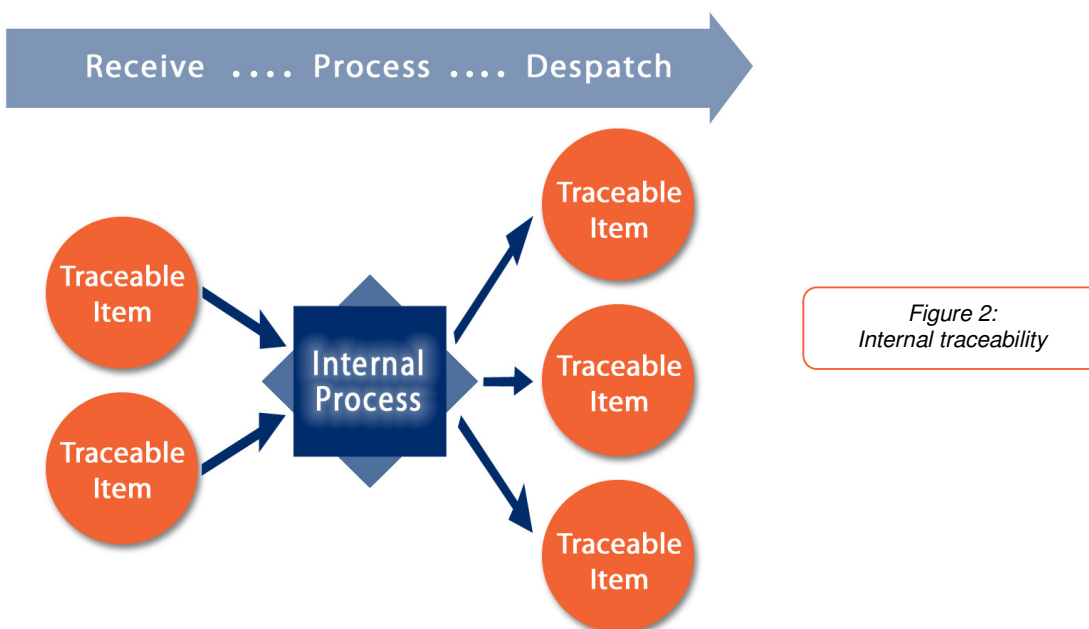 Receive .... Process .... Despatch
Traceable
Item
Traceable
Item
Internal
Process
Traceable
Item
Traceable
Item
Traceable
Item
Figure 2:
Internal traceability